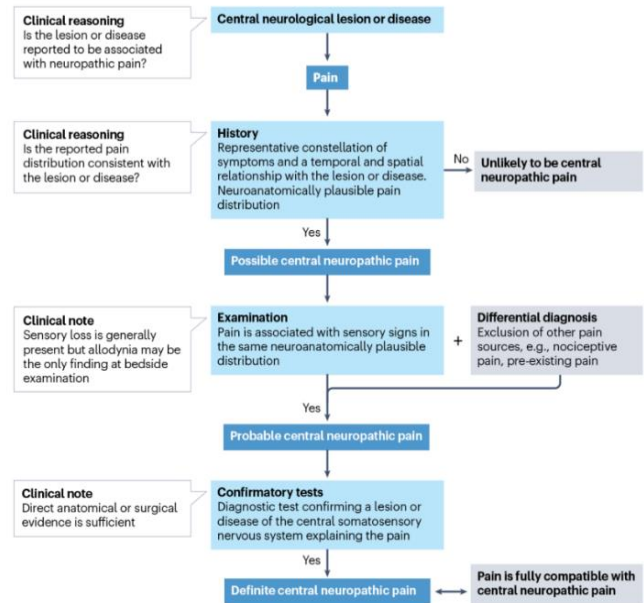 Clinical reasoning
Is the lesion or disease
reported to be associated
with neuropathic pain?
Central neurological lesion or disease
Pain
Clinical reasoning
Is the reported pain
distribution consistent with
the lesion or disease?
History
Representative constellation of
symptoms and a temporal and spatial
relationship with the lesion or disease.
Neuroanatomically plausible pain
distribution
No
Unlikely to be central
neuropathic pain
Yes
Possible central neuropathic pain
Clinical note
Sensory loss is generally
present but allodynia may be
the only finding at bedside
examination
Examination
Pain is associated with sensory signs in
the same neuroanatomically plausible
distribution
+
Differential diagnosis
Exclusion of other pain
sources, e.g., nociceptive
pain, pre-existing pain
Yes
Probable central neuropathic pain
Clinical note
Direct anatomical or surgical
evidence is sufficient
Confirmatory tests
Diagnostic test confirming a lesion or
disease of the central somatosensory
nervous system explaining the pain
Yes
Definite central neuropathic pain
Pain is fully compatible with
central neuropathic pain